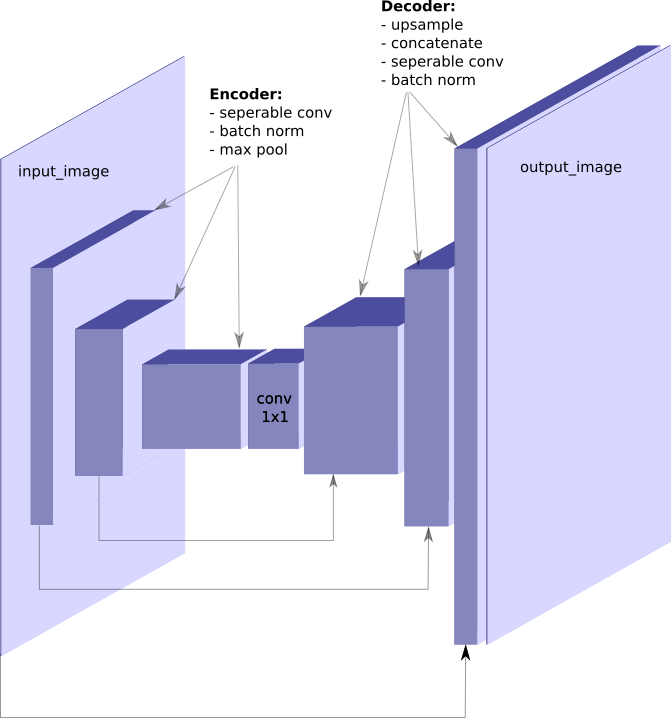 Decoder:
- upsample
- concatenate
- seperable conv
- batch norm
Encoder:
- seperable conv
- batch norm
- max pool
input_image
output_image
conv
1x1